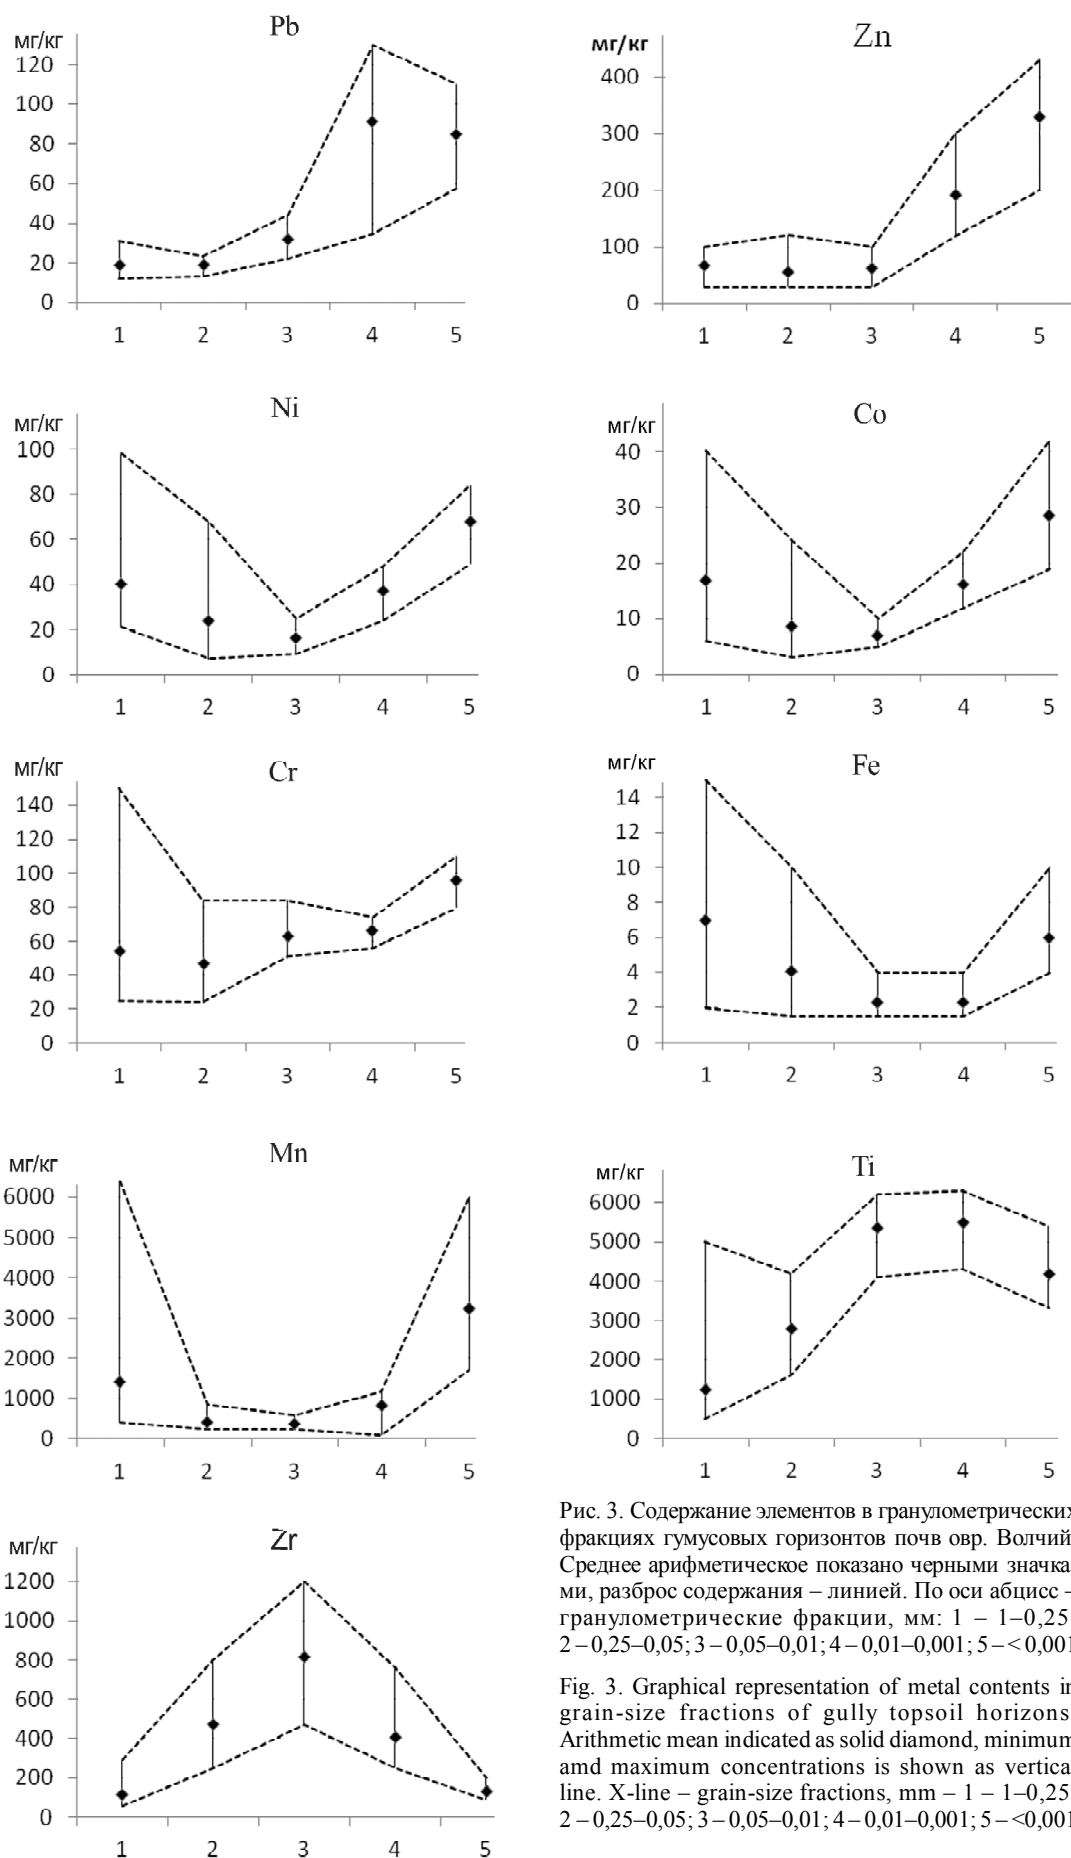 Pb
мг/кг
120
100
80
60
40
20
0
1 2 3 4 5
Zn
мг/кг
400
300
200
100
0
1 2 3 4 5
Ni
мг/кг
100
80
60
40
20
0
1 2 3 4 5
Co
мг/кг
40
30
20
10
0
1 2 3 4 5
Cr
мг/кг
140
120
100
80
60
40
20
0
1 2 3 4 5
Fe
мг/кг
14
12
10
8
6
4
2
0
1 2 3 4 5
Mn
мг/кг
6000
5000
4000
3000
2000
1000
0
1 2 3 4 5
Ti
мг/кг
6000
5000
4000
3000
2000
1000
0
1 2 3 4 5
Zr
мг/кг
1200
1000
800
600
400
200
0
1 2 3 4 5
Рис. 3. Содержание элементов в гранулометрических
фракциях гумусовых горизонтов почв овр. Волчий.
Среднее арифметическое показано черными значка-
ми, разброс содержания – линией. По оси абцисс –
гранулометрические фракции, мм: 1 – 1–0,25
2 – 0,25–0,05; 3 – 0,05–0,01; 4 – 0,01–0,001; 5 – < 0,001
Fig. 3. Graphical representation of metal contents in
grain-size fractions of gully topsoil horizons.
Arithmetic mean indicated as solid diamond, minimum
amd maximum concentrations is shown as vertical
line. X-line – grain-size fractions, mm – 1 – 1–0,25
2 – 0,25–0,05; 3 – 0,05–0,01; 4 – 0,01–0,001; 5 – <0,001